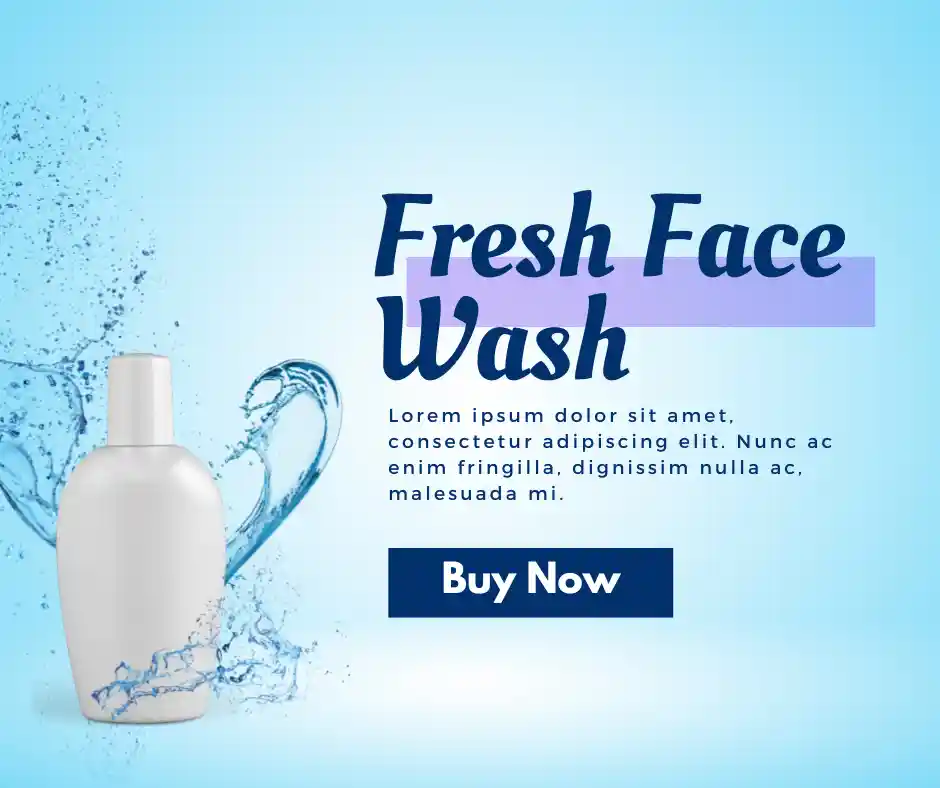 Fresh Face
Wash
Lorem ipsum dolor sit amet,
consectetur adipiscing elit. Nunc ac
enim fringilla, dignissim nulla ac,
malesuada mi.
Buy Now